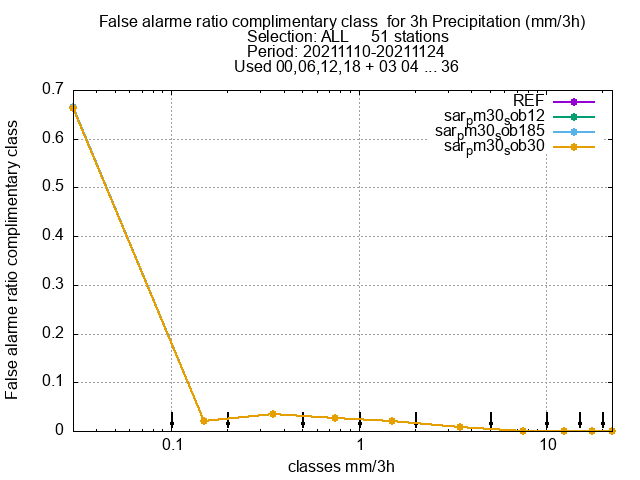 False alarme ratio complimentary class  for 3h Precipitation (mm/3h)
Selection: ALL     51 stations
Period: 20211110-20211124
Used 00,06,12,18 + 03 04 ... 36
False alarme ratio complimentary class
0.7
0.6
0.5
0.4
0.3
0.2
0.1
0
REF
sar_pm30_sob12
sar_pm30_sob185
sar_pm30_sob30
0.1
1
10
classes mm/3h